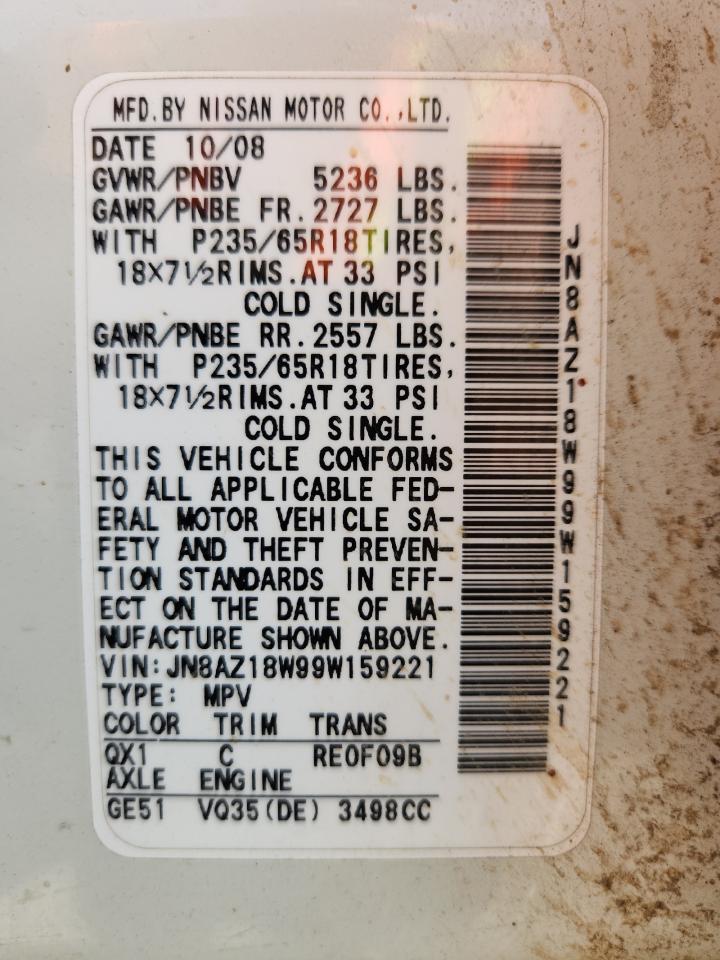 MFD.BY NISSAN MOTOR CO.,LTD.
DATE 10/08
GVWR/PNBV 5236 LBS.
GAWR/PNBE FR.2727 LBS.
WITH P235/65R18TIRES,
18×7½RIMS.AT 33 PSI
COLD SINGLE.
GAWR/PNBE RR.2557 LBS.
WITH P235/65R18TIRES,
18×7½RIMS.AT 33 PSI
COLD SINGLE.
THIS VEHICLE CONFORMS
TO ALL APPLICABLE FED-
ERAL MOTOR VEHICLE SA-
FETY AND THEFT PREVEN-
TION STANDARDS IN EFF-
ECT ON THE DATE OF MA-
NUFACTURE SHOWN ABOVE.
VIN:JN8AZ18W99W159221
TYPE: MPV
COLOR TRIM TRANS
QX1 C RE0F09B
AXLE ENGINE
GE51 VQ35(DE) 3498CC
JN8AZ18W99W159221